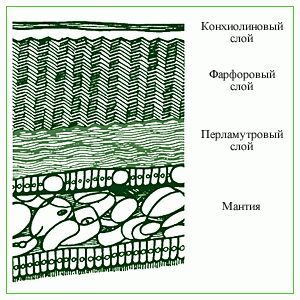 Конхиолиновый
слой
Фарфоровый
слой
Перламутровый
слой
Мантия